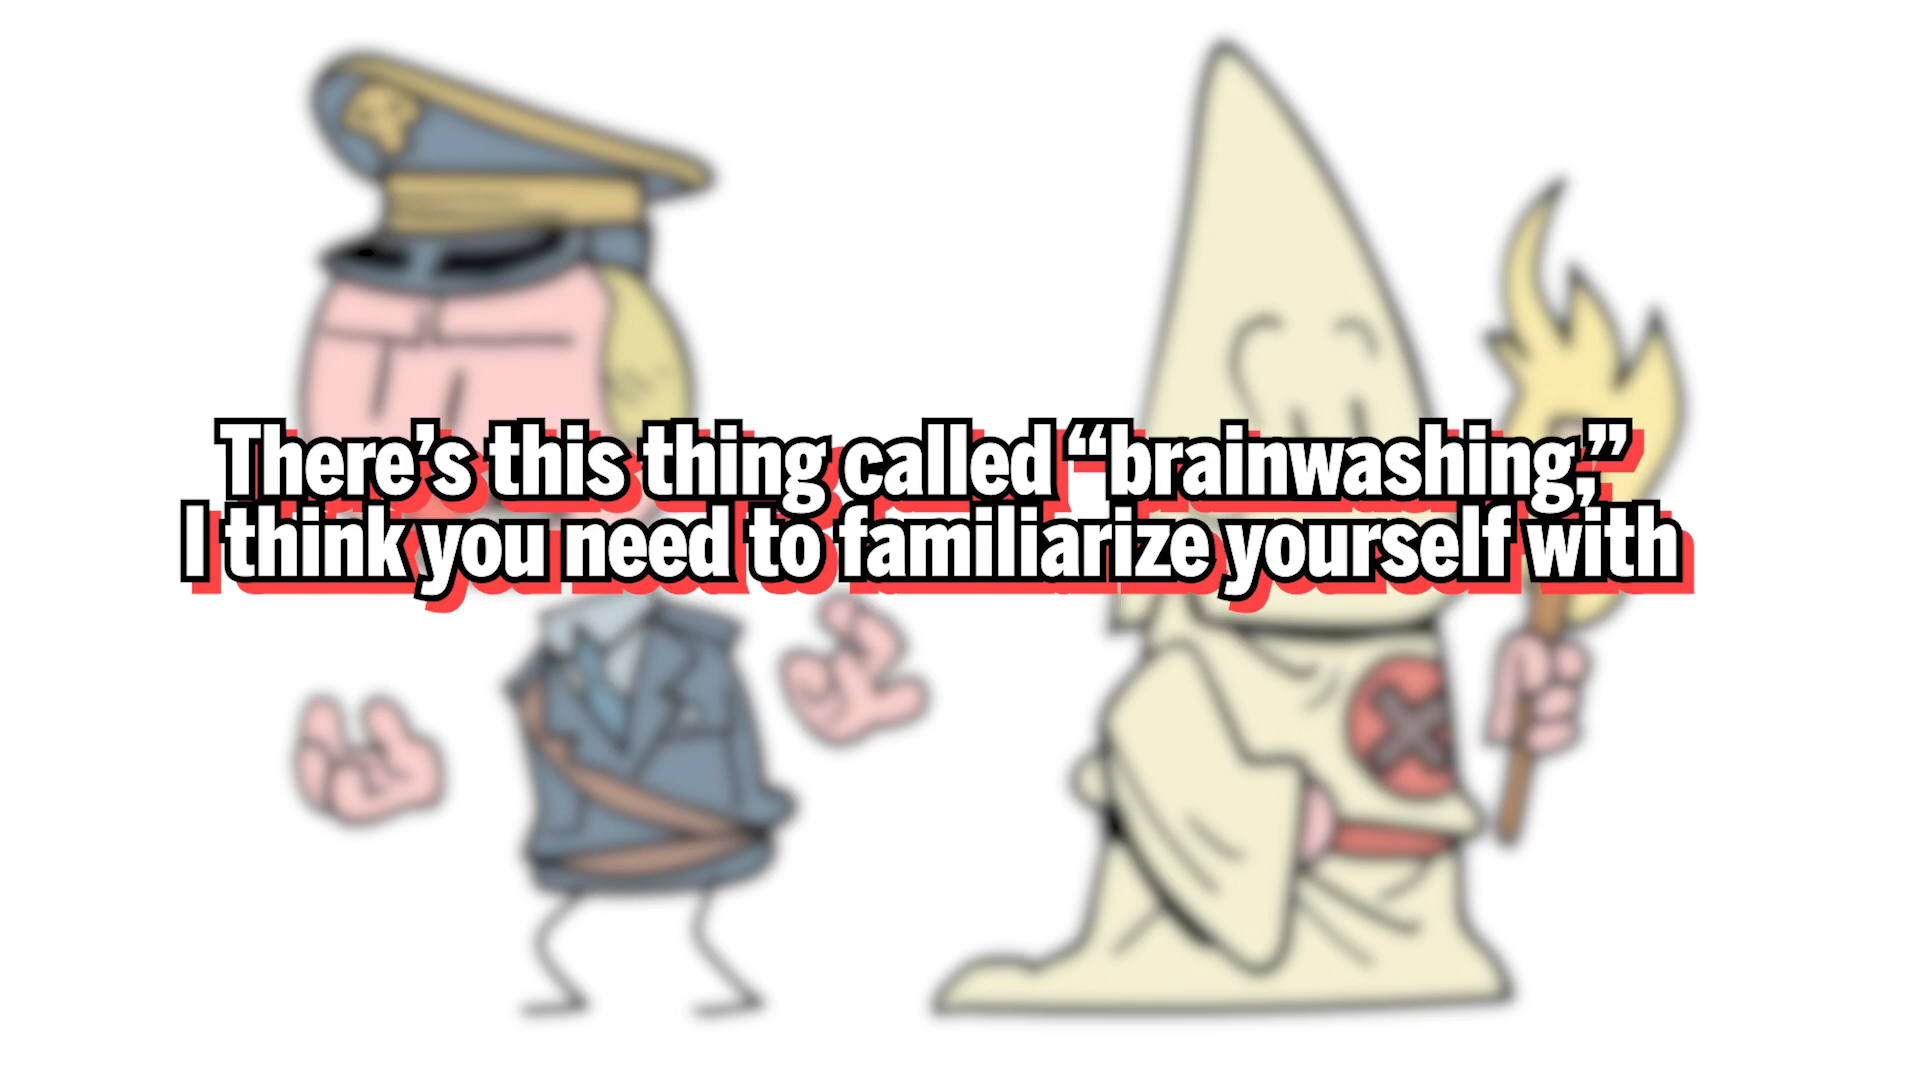 There’s this thing called “brainwashing,”
I think you need to familiarize yourself with